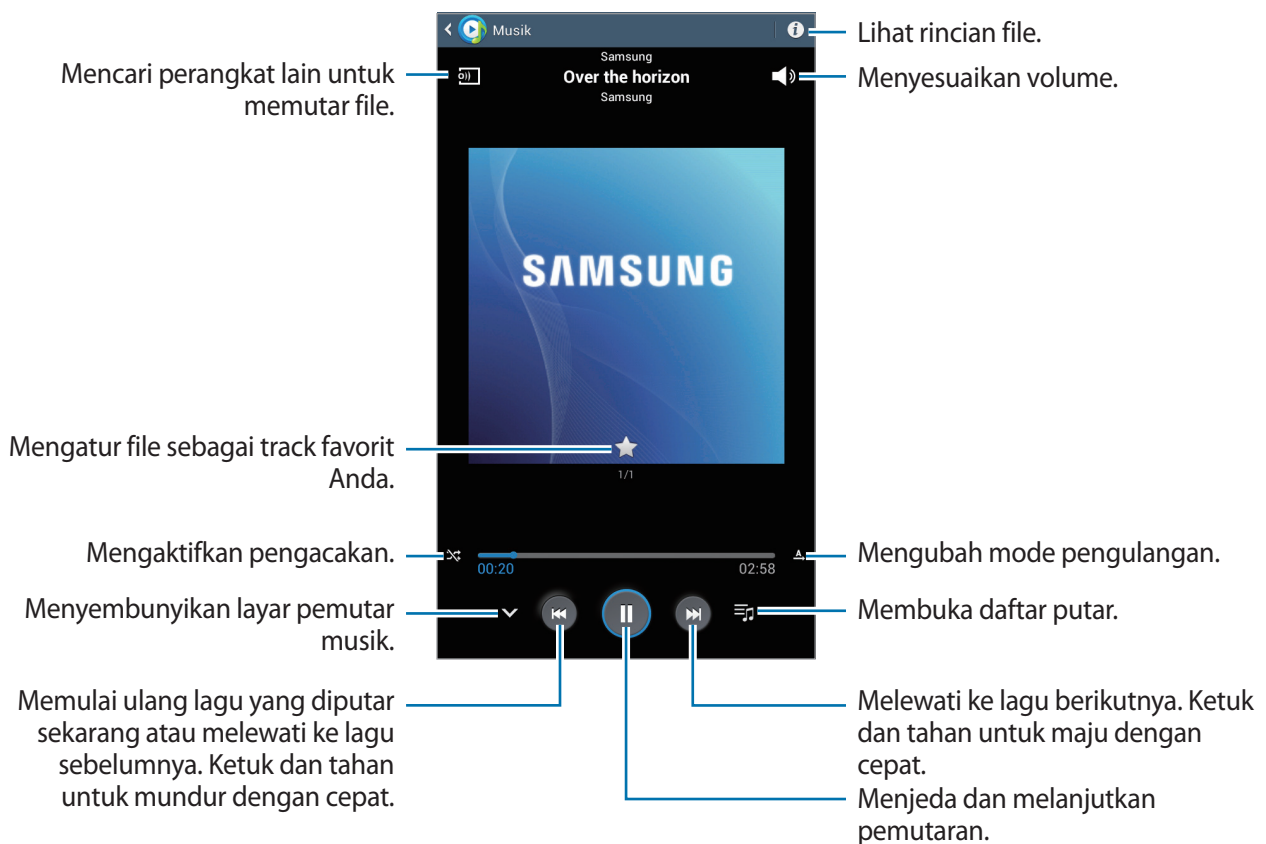 Musik
Lihat rincian file.
Samsung
Over the horizon
Samsung
Mencari perangkat lain untuk
memutar file.
Menyesuaikan volume.
SAMSUNG
Mengatur file sebagai track favorit
Anda.
1/1
Mengaktifkan pengacakan.
00:20
02:58
A
Mengubah mode pengulangan.
Menyembunyikan layar pemutar
musik.
Membuka daftar putar.
Memulai ulang lagu yang diputar
sekarang atau melewati ke lagu
sebelumnya. Ketuk dan tahan
untuk mundur dengan cepat.
Melewati ke lagu berikutnya. Ketuk
dan tahan untuk maju dengan
cepat.
Menjeda dan melanjutkan
pemutaran.